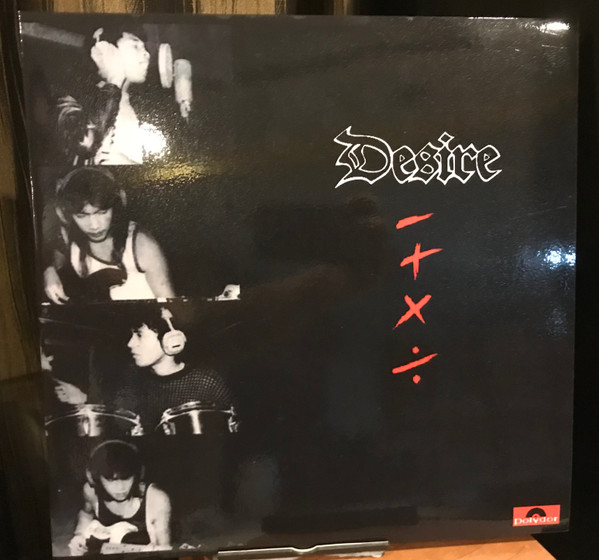 Desire
−
+
×
÷
Polydor